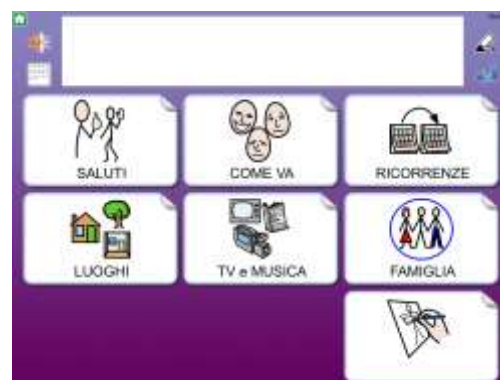 SALUTI
COME VA
RICORRENZE
LUOGHI
TV e MUSICA
FAMIGLIA